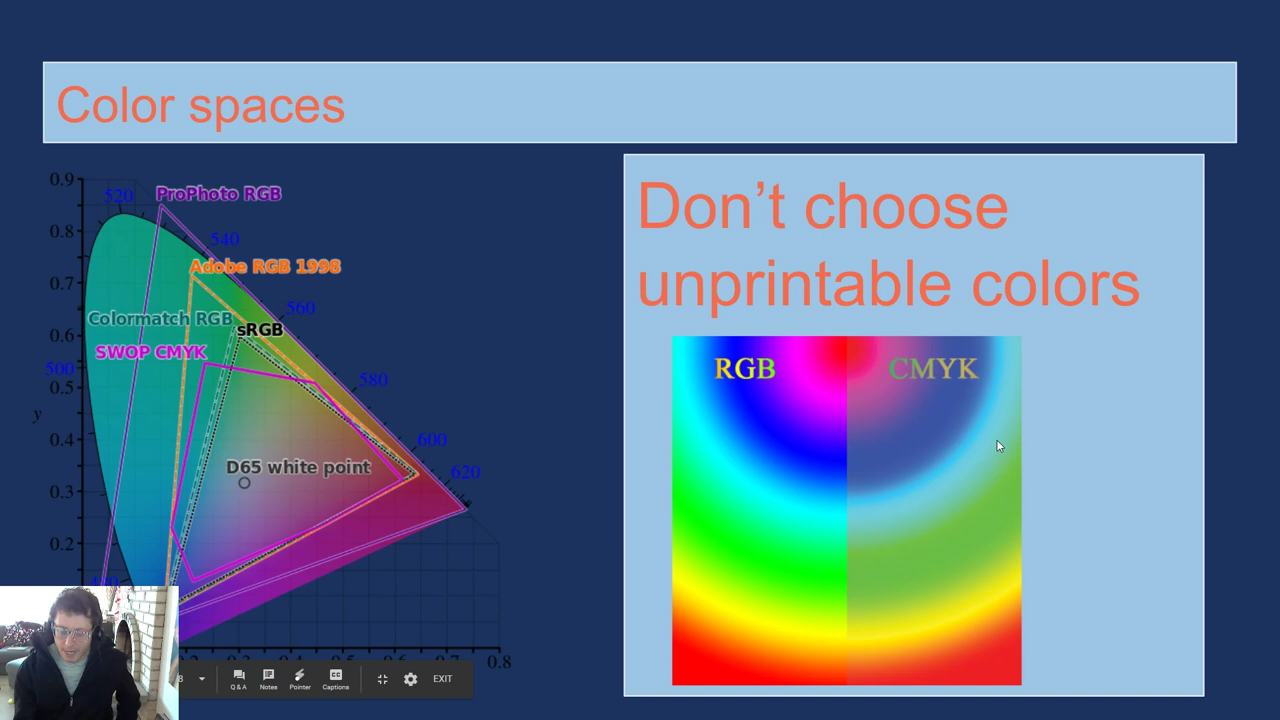 Color spaces
0.9
520
ProPhoto RGB
0.8
540
Adobe RGB 1998
0.7
560
Colormatch RGB
sRGB
0.6
SWOP CMYK
500
580
0.5
y
0.4
600
D65 white point
620
0.3
0.2
0.8
Don’t choose
unprintable colors
RGB
CMYK
8
Q & A
Notes
Pointer
Captions
EXIT